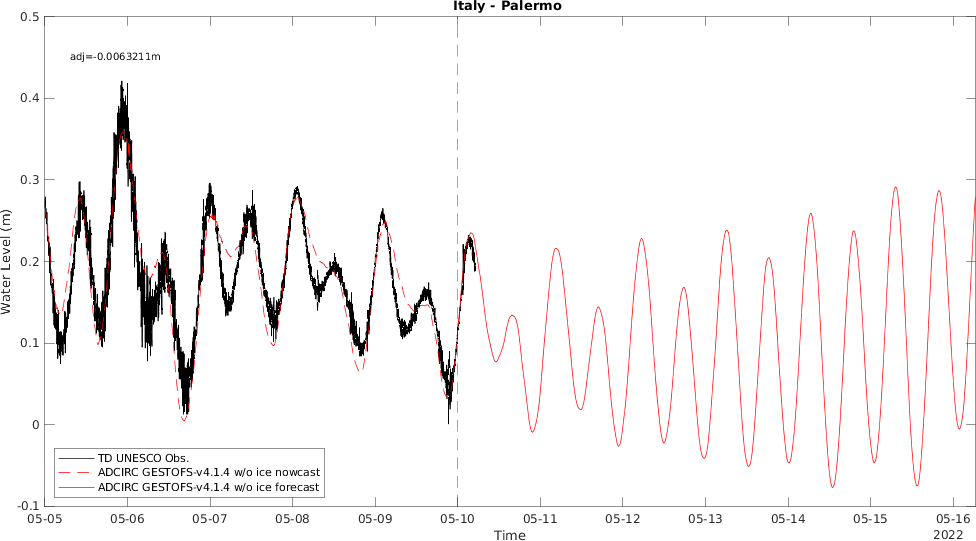 Italy - Palermo
0.5
adj=-0.0063211m
0.4
0.3
0.2
0.1
0
-0.1
Water Level (m)
TD UNESCO Obs.
ADCIRC GESTOFS-v4.1.4 w/o ice nowcast
ADCIRC GESTOFS-v4.1.4 w/o ice forecast
05-05 05-06 05-07 05-08 05-09 05-10 05-11 05-12 05-13 05-14 05-15 05-16
Time
2022